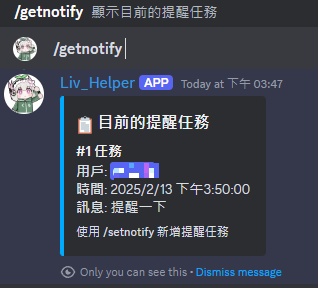 /getnotify 顯示目前的提醒任務
/getnotify
Liv_Helper APP Today at 下午 03:47
📋 目前的提醒任務
#1 任務
用戶:
時間: 2025/2/13 下午3:50:00
訊息: 提醒一下
使用 /setnotify 新增提醒任務
Only you can see this • Dismiss message